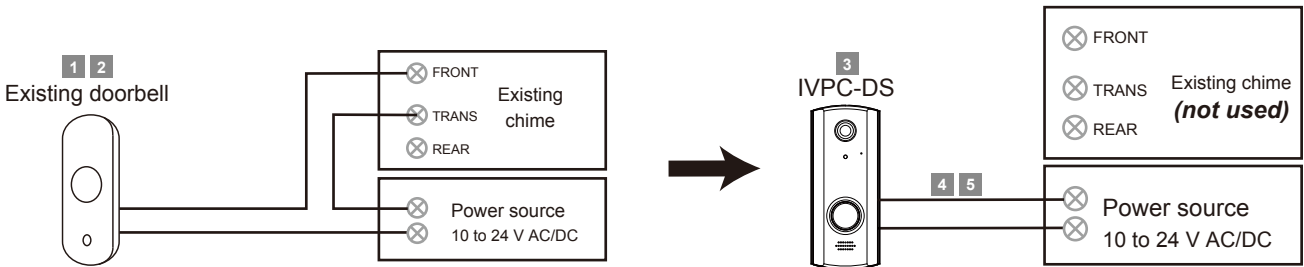 1 2
Existing doorbell
FRONT
TRANS
REAR
Existing
chime
Power source
10 to 24 V AC/DC
3
IVPC-DS
4 5
FRONT
TRANS
REAR
Existing chime
(not used)
Power source
10 to 24 V AC/DC